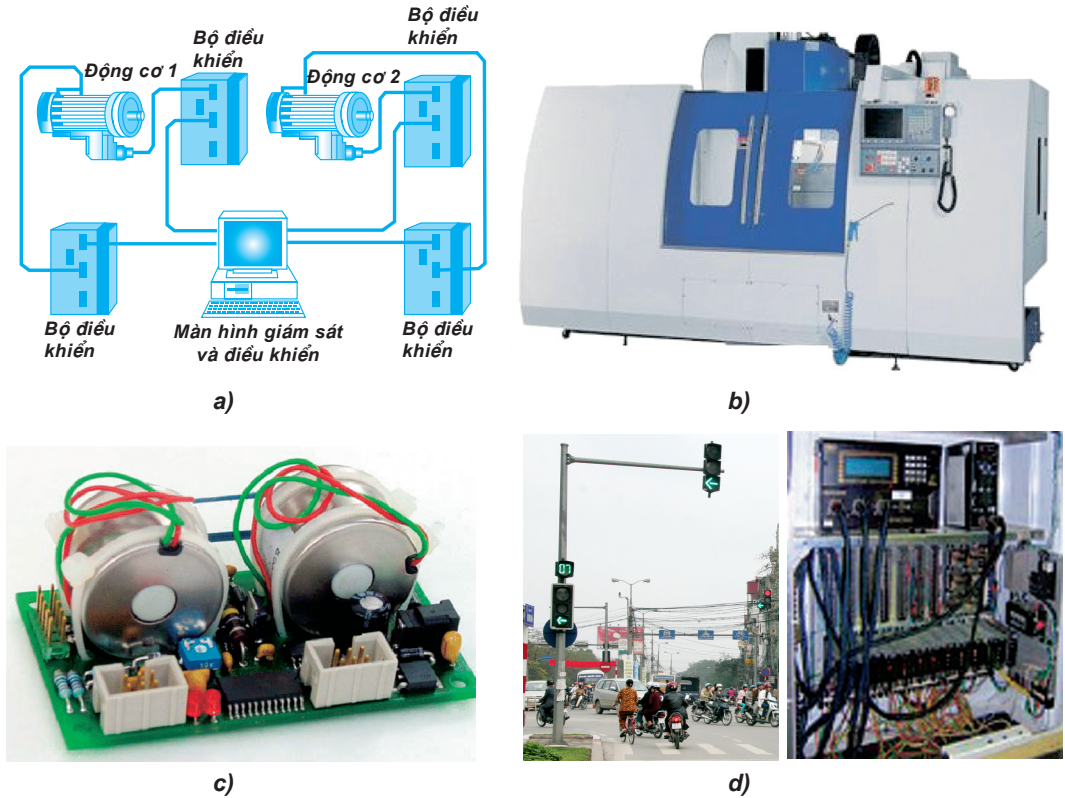 Bộ điều
khiển
Động cơ 1
Bộ điều
khiển
Động cơ 2
Bộ điều
khiển
Màn hình giám sát
và điều khiển
Bộ điều
khiển
a)
b)
07
c)
d)